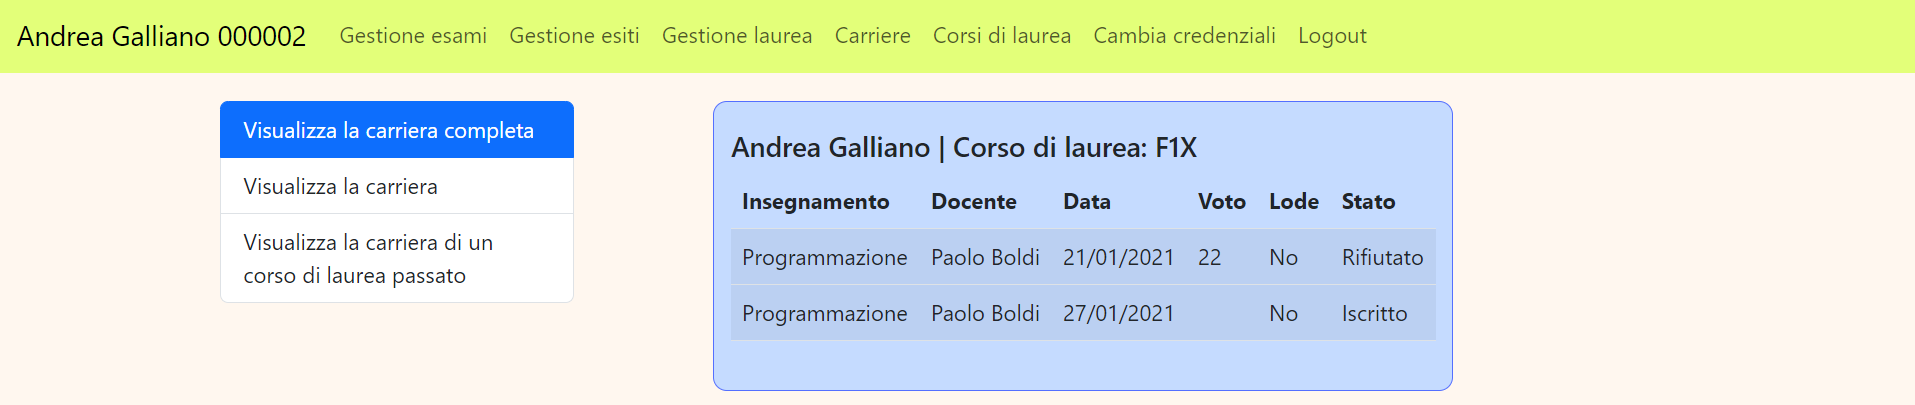 Andrea Galliano 000002 Gestione esami Gestione esiti Gestione laurea Carriere Corsi di laurea Cambia credenziali Logout
Visualizza la carriera completa
Visualizza la carriera
Visualizza la carriera di un
corso di laurea passato
Andrea Galliano | Corso di laurea: F1X
Insegnamento Docente Data Voto Lode Stato
Programmazione Paolo Boldi 21/01/2021 22 No Rifiutato
Programmazione Paolo Boldi 27/01/2021 No Iscritto